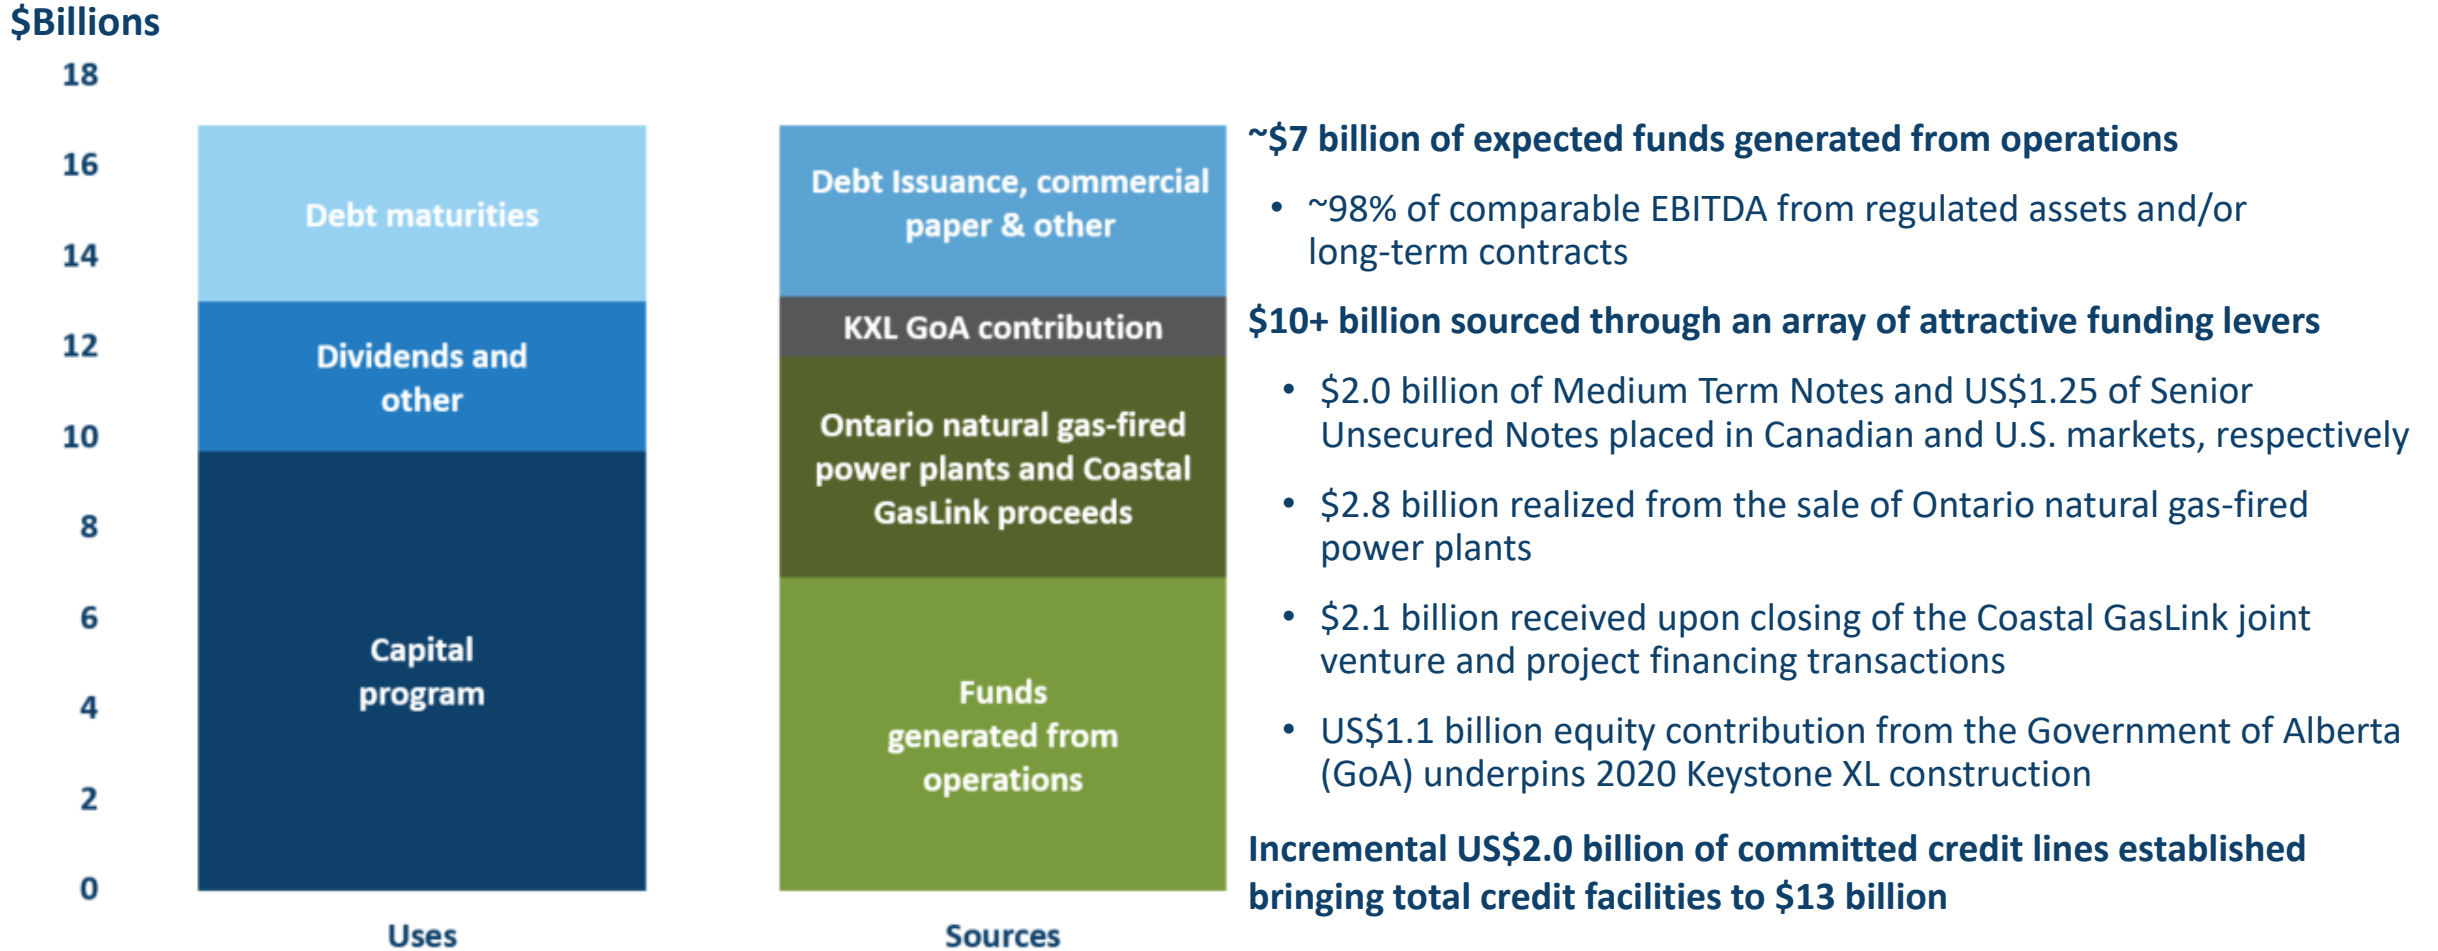 $Billions
18
16
14
12
10
8
6
4
2
0
Debt maturities
Dividends and
other
Capital
program
Uses
Debt Issuance, commercial
paper & other
KXL GoA contribution
Ontario natural gas-fired
power plants and Coastal
GasLink proceeds
Funds
generated from
operations
Sources
~$7 billion of expected funds generated from operations
• ~98% of comparable EBITDA from regulated assets and/or
long-term contracts
$10+ billion sourced through an array of attractive funding levers
• $2.0 billion of Medium Term Notes and US$1.25 of Senior
Unsecured Notes placed in Canadian and U.S. markets, respectively
• $2.8 billion realized from the sale of Ontario natural gas-fired
power plants
• $2.1 billion received upon closing of the Coastal GasLink joint
venture and project financing transactions
• US$1.1 billion equity contribution from the Government of Alberta
(GoA) underpins 2020 Keystone XL construction
Incremental US$2.0 billion of committed credit lines established
bringing total credit facilities to $13 billion